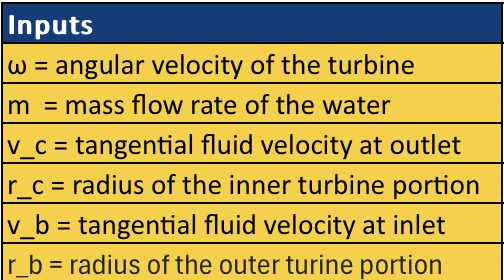 Inputs
ω = angular velocity of the turbine
m  = mass flow rate of the water
v_c = tangential fluid velocity at outlet
r_c = radius of the inner turbine portion
v_b = tangential fluid velocity at inlet
r_b = radius of the outer turine portion